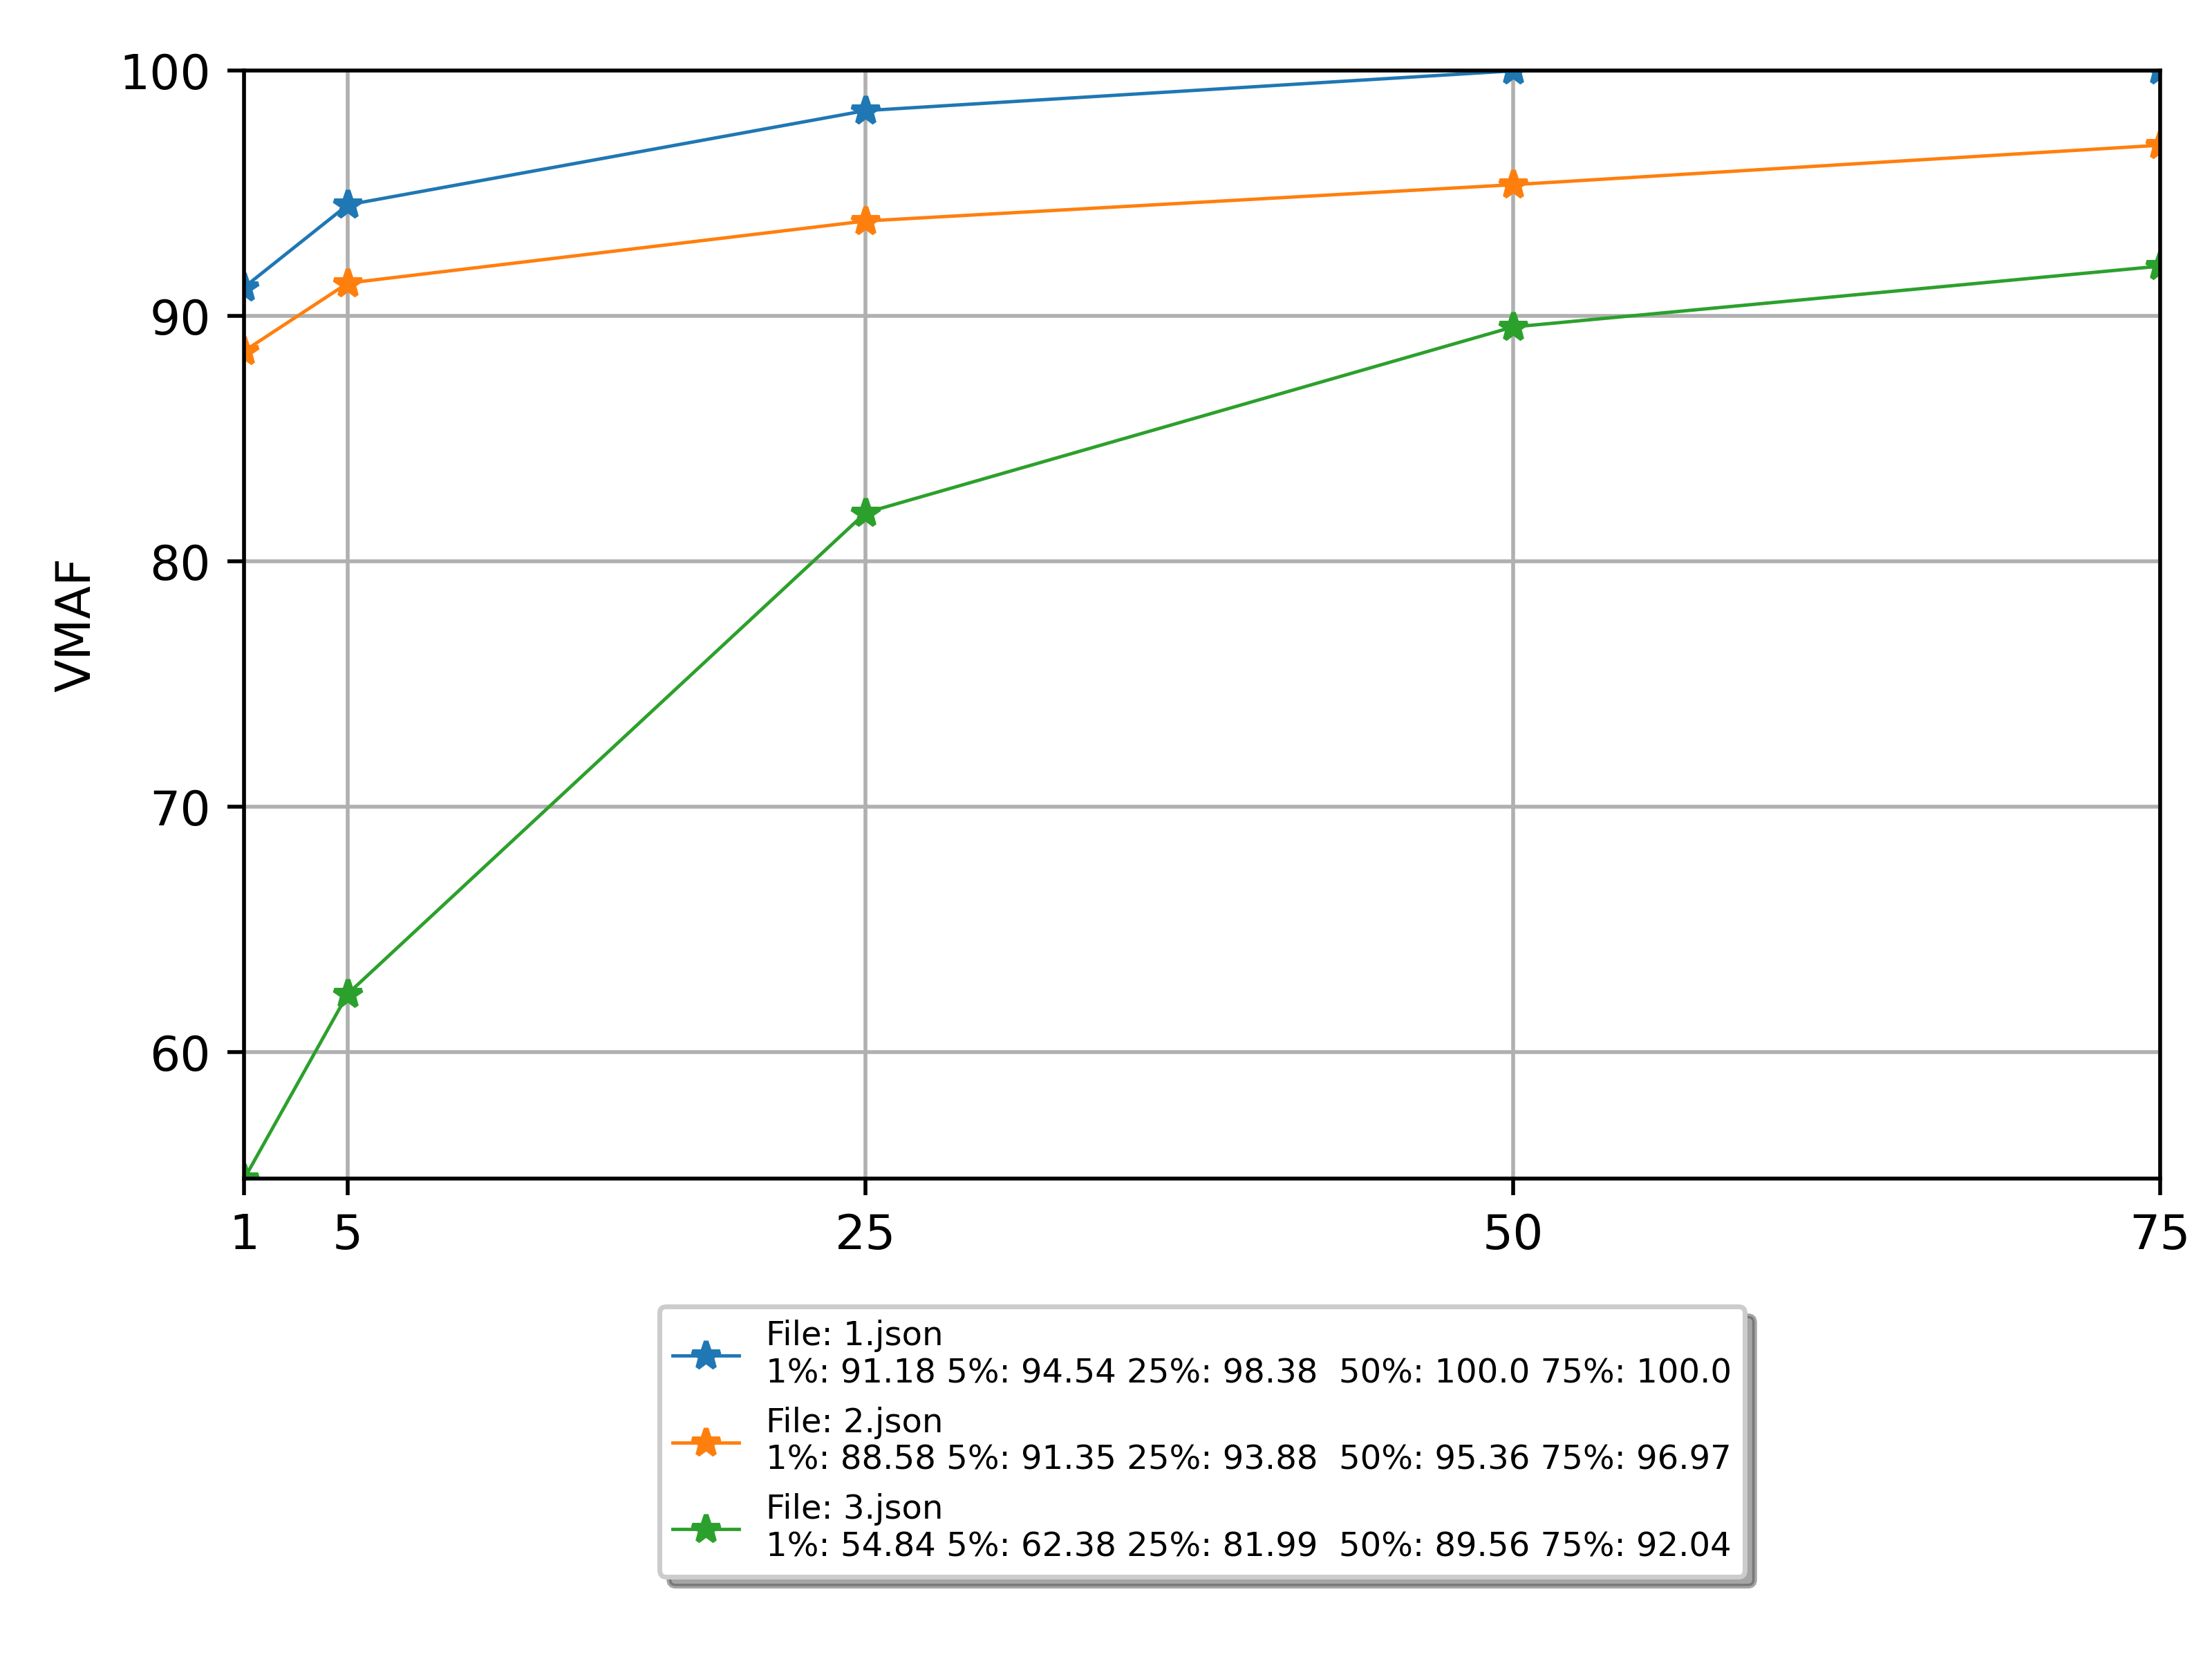 100
90
80
70
60
VMAF
1 5 25 50 75
File: 1.json
1%: 91.18 5%: 94.54 25%: 98.38  50%: 100.0 75%: 100.0
File: 2.json
1%: 88.58 5%: 91.35 25%: 93.88  50%: 95.36 75%: 96.97
File: 3.json
1%: 54.84 5%: 62.38 25%: 81.99  50%: 89.56 75%: 92.04